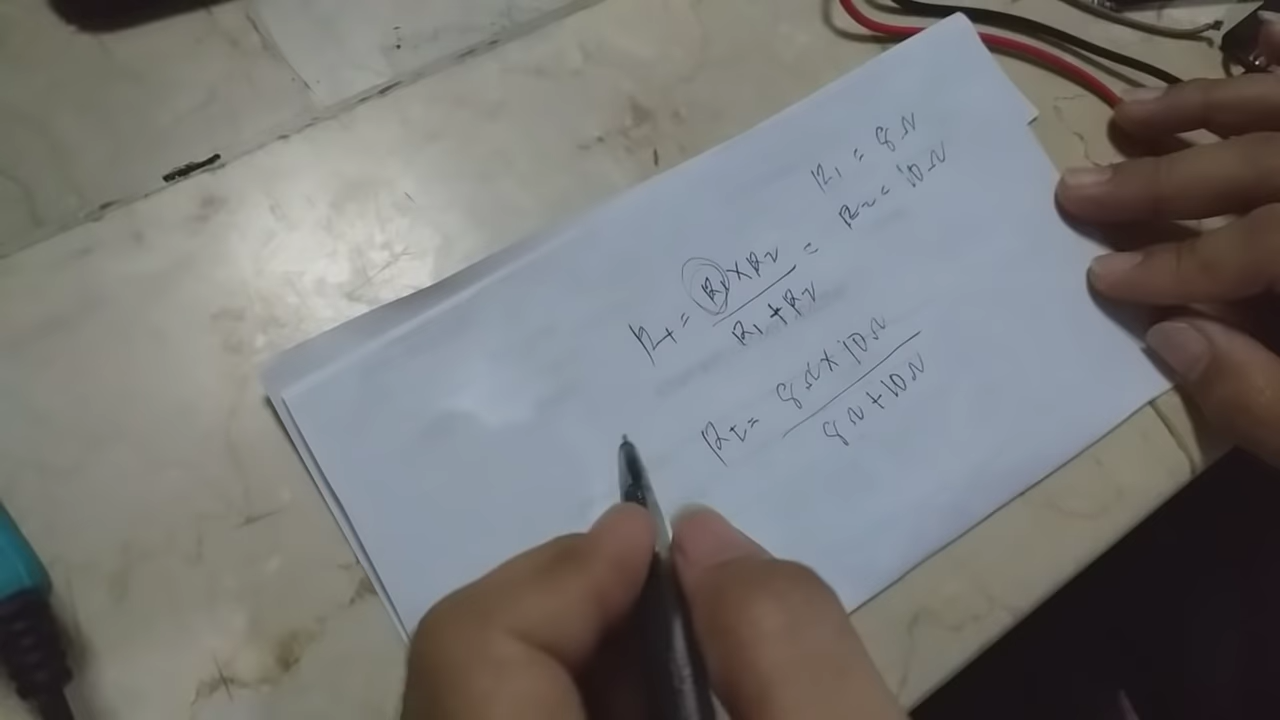 R1 = 8Ω
R2 = 10Ω
Rt = R1 × R2 / R1 + R2 =
Rt = 8Ω × 10Ω / 8Ω + 10Ω